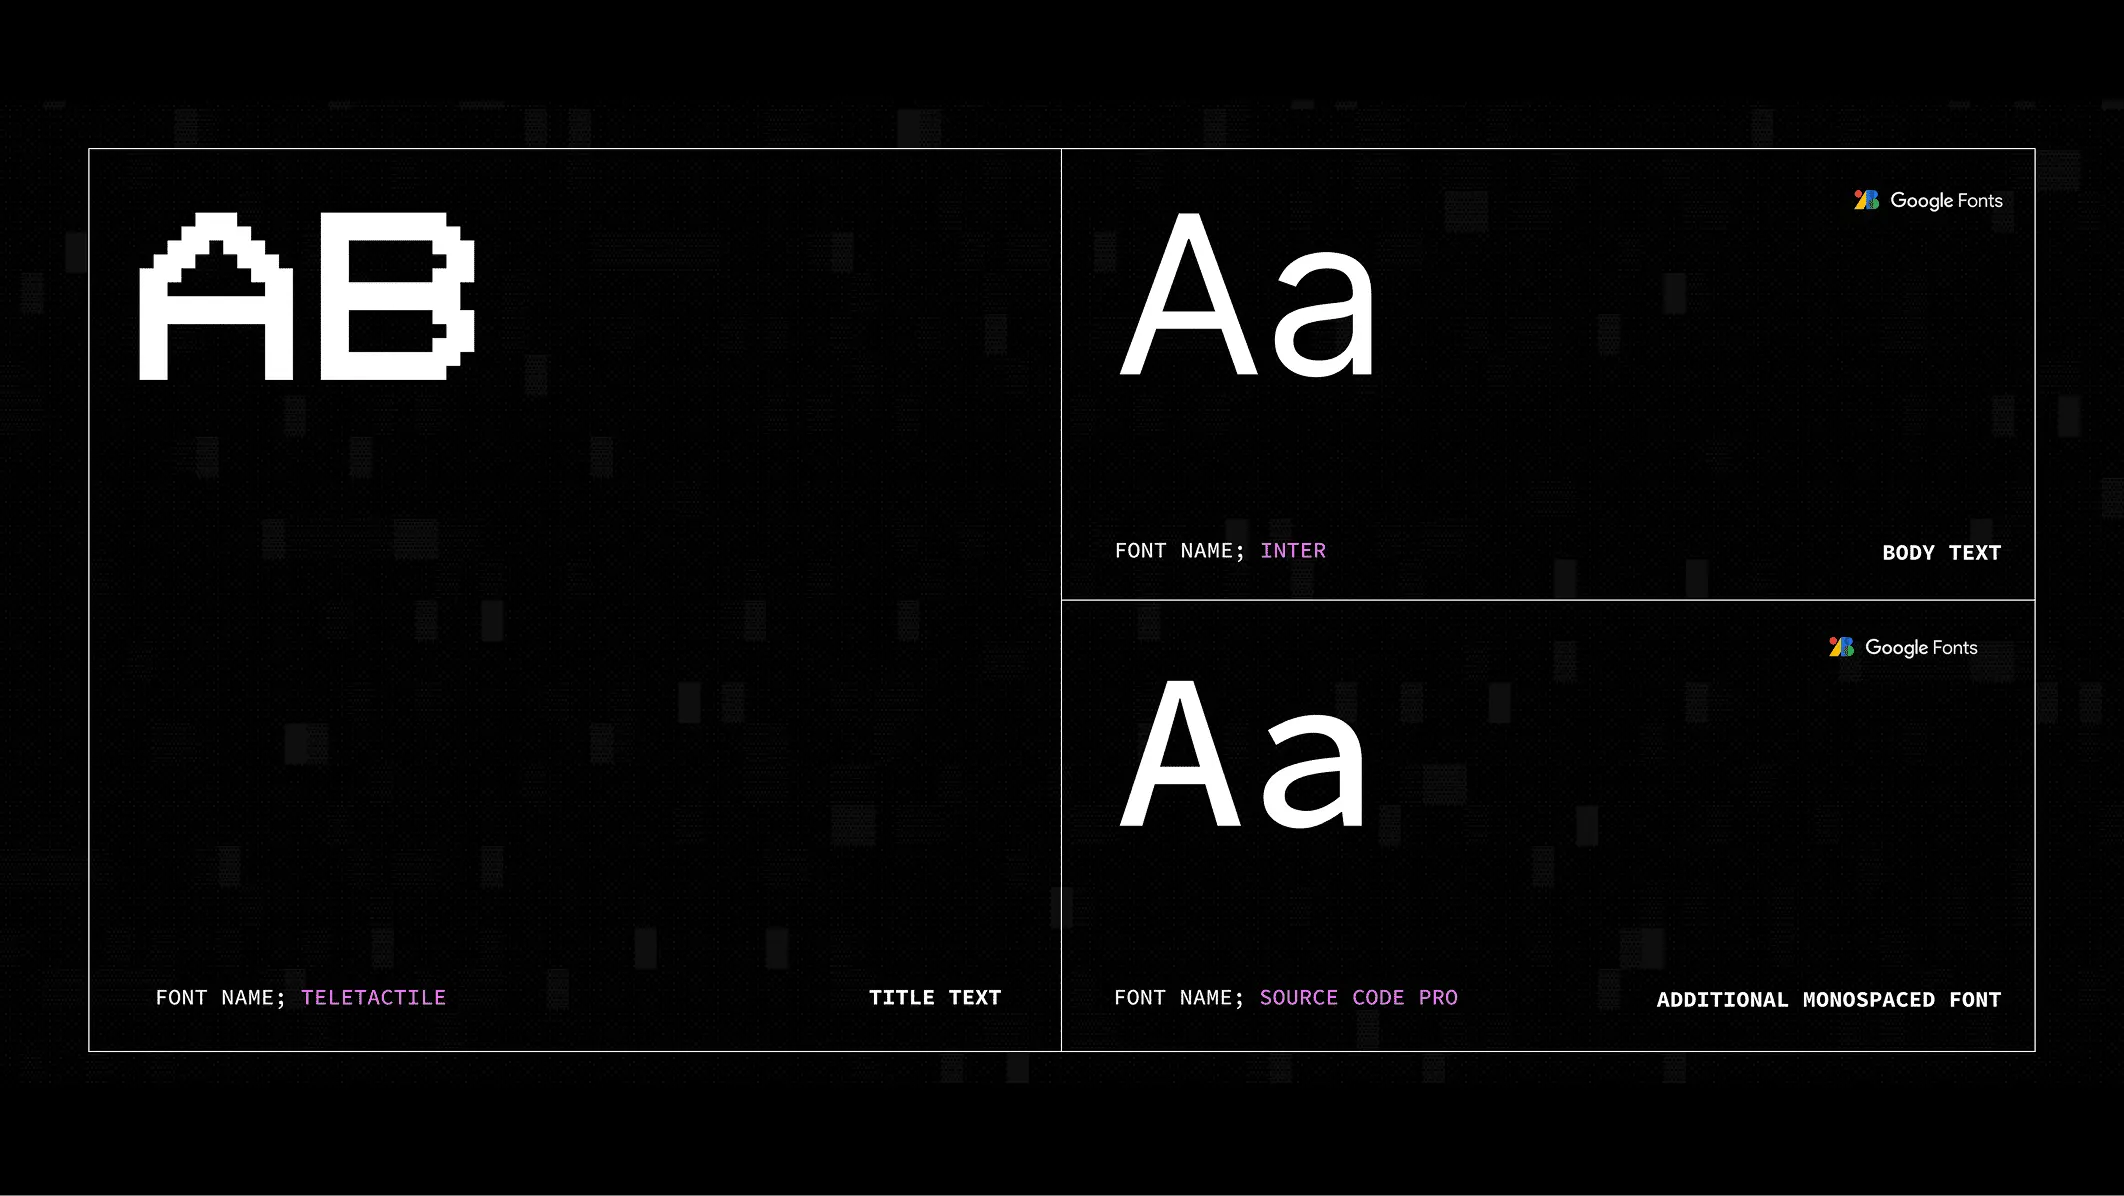 AB
FONT NAME; TELETACTILE
TITLE TEXT
Google Fonts
Aa
FONT NAME; INTER
BODY TEXT
Google Fonts
Aa
FONT NAME; SOURCE CODE PRO
ADDITIONAL MONOSPACED FONT